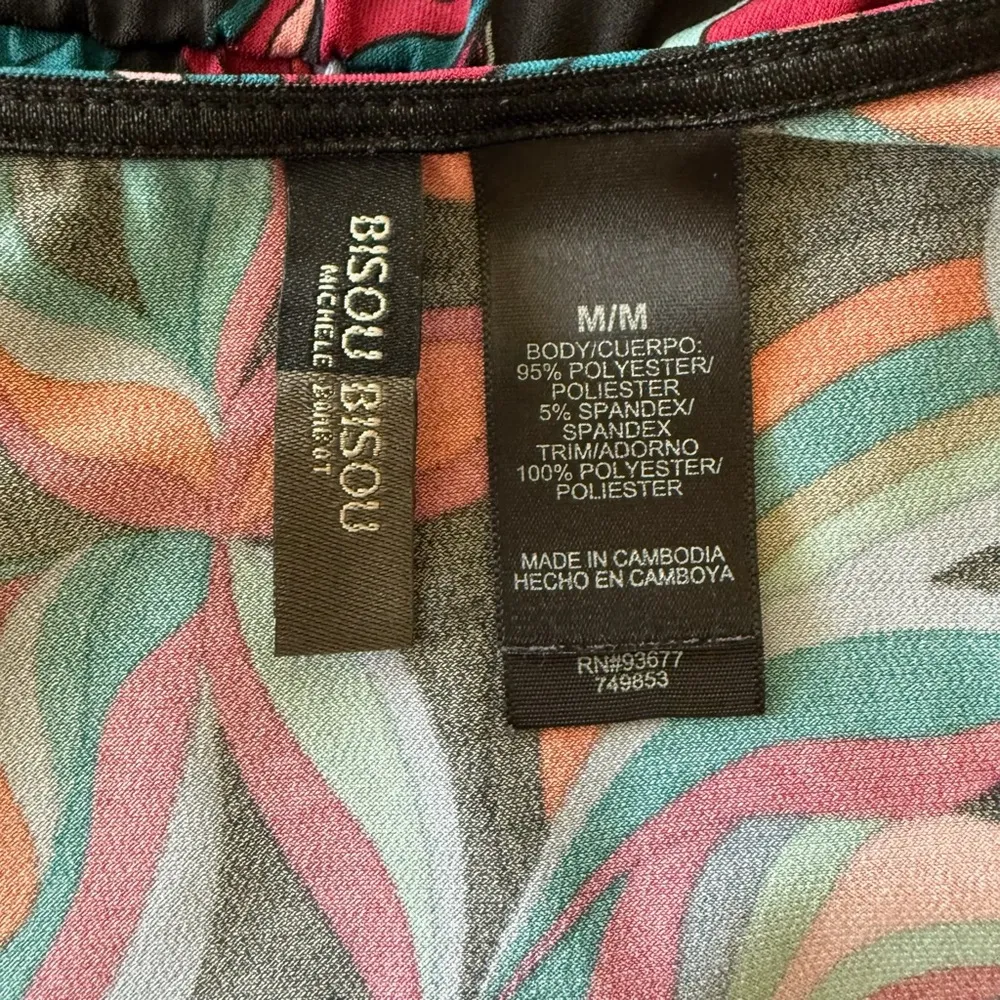 BISOU BISOU
MICHELE BOHBOT
M/M
BODY/CUERPO:
95% POLYESTER/
POLIESTER
5% SPANDEX/
SPANDEX
TRIM/ADORNO
100% POLYESTER/
POLIESTER
MADE IN CAMBODIA
HECHO EN CAMBOYA
RN#93677
749853